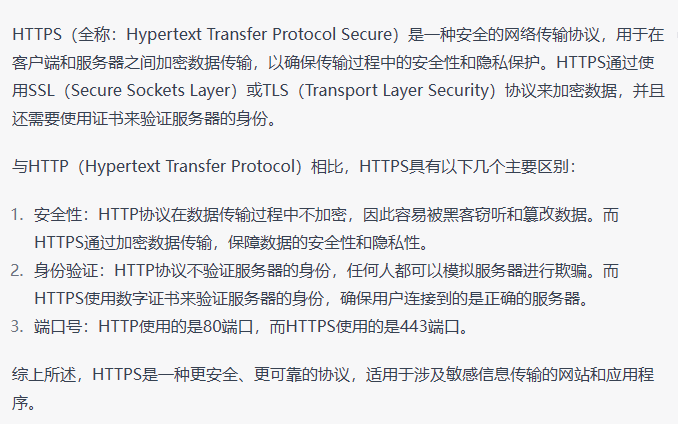 HTTPS（全称：Hypertext Transfer Protocol Secure）是一种安全的网络传输协议，用于在
客户端和服务器之间加密数据传输，以确保传输过程中的安全性和隐私保护。HTTPS通过使
用SSL（Secure Sockets Layer）或TLS（Transport Layer Security）协议来加密数据，并且
还需要使用证书来验证服务器的身份。
与HTTP（Hypertext Transfer Protocol）相比，HTTPS具有以下几个主要区别：
1. 安全性：HTTP协议在数据传输过程中不加密，因此容易被黑客窃听和篡改数据。而
HTTPS通过加密数据传输，保障数据的安全性和隐私性。
2. 身份验证：HTTP协议不验证服务器的身份，任何人都可以模拟服务器进行欺骗。而
HTTPS使用数字证书来验证服务器的身份，确保用户连接到的是正确的服务器。
3. 端口号：HTTP使用的是80端口，而HTTPS使用的是443端口。
综上所述，HTTPS是一种更安全、更可靠的协议，适用于涉及敏感信息传输的网站和应用程
序。